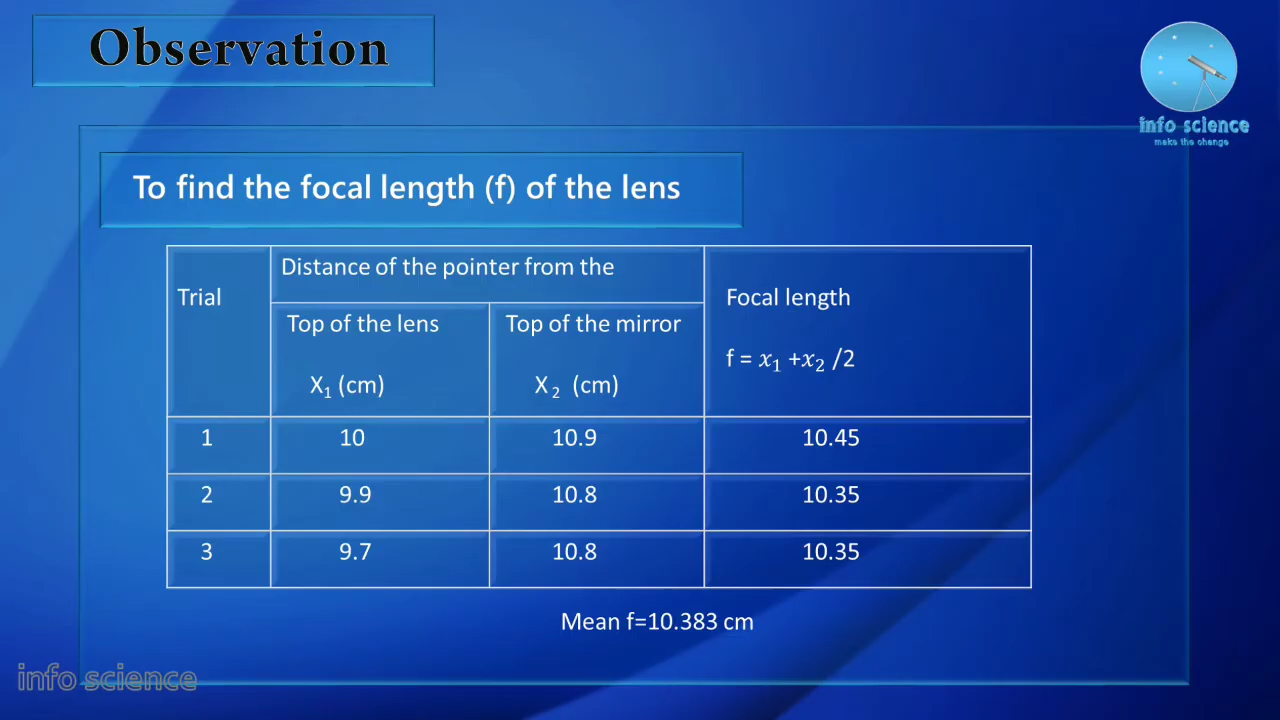 Observation
info science
make the change
To find the focal length (f) of the lens
Distance of the pointer from the
Trial
Focal length
Top of the lens
Top of the mirror
f = x₁ +x₂ /2
X₁ (cm)
X ₂ (cm)
1 10 10.9 10.45
2 9.9 10.8 10.35
3 9.7 10.8 10.35
Mean f=10.383 cm
info science